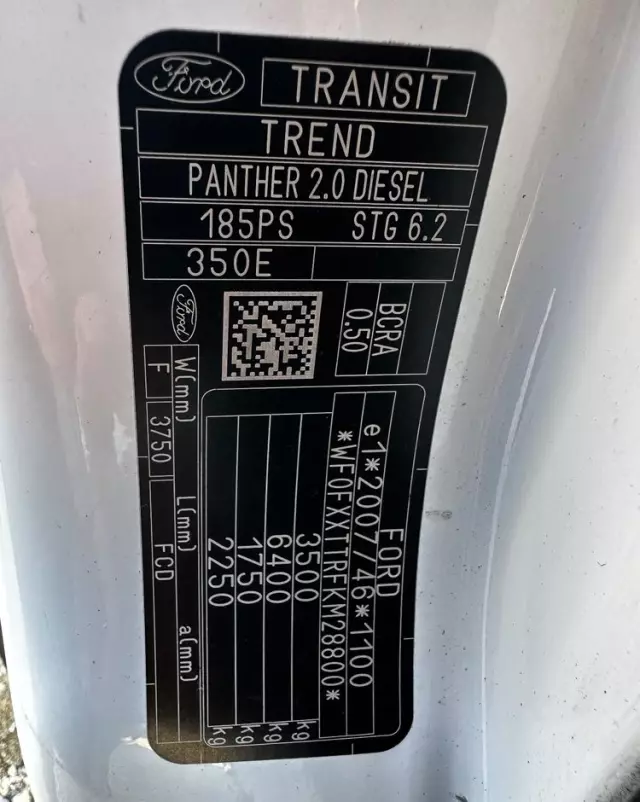 Ford
TRANSIT
TREND
PANTHER 2.0 DIESEL
185PS STG 6.2
350E
Ford
BCRA
0.50
FORD
e1*2007/46*1100
*WF0FXXTTRFKM28800*
3500 kg
6400 kg
1750 kg
2250 kg
W(mm) L(mm) a(mm)
F 3750 FCD